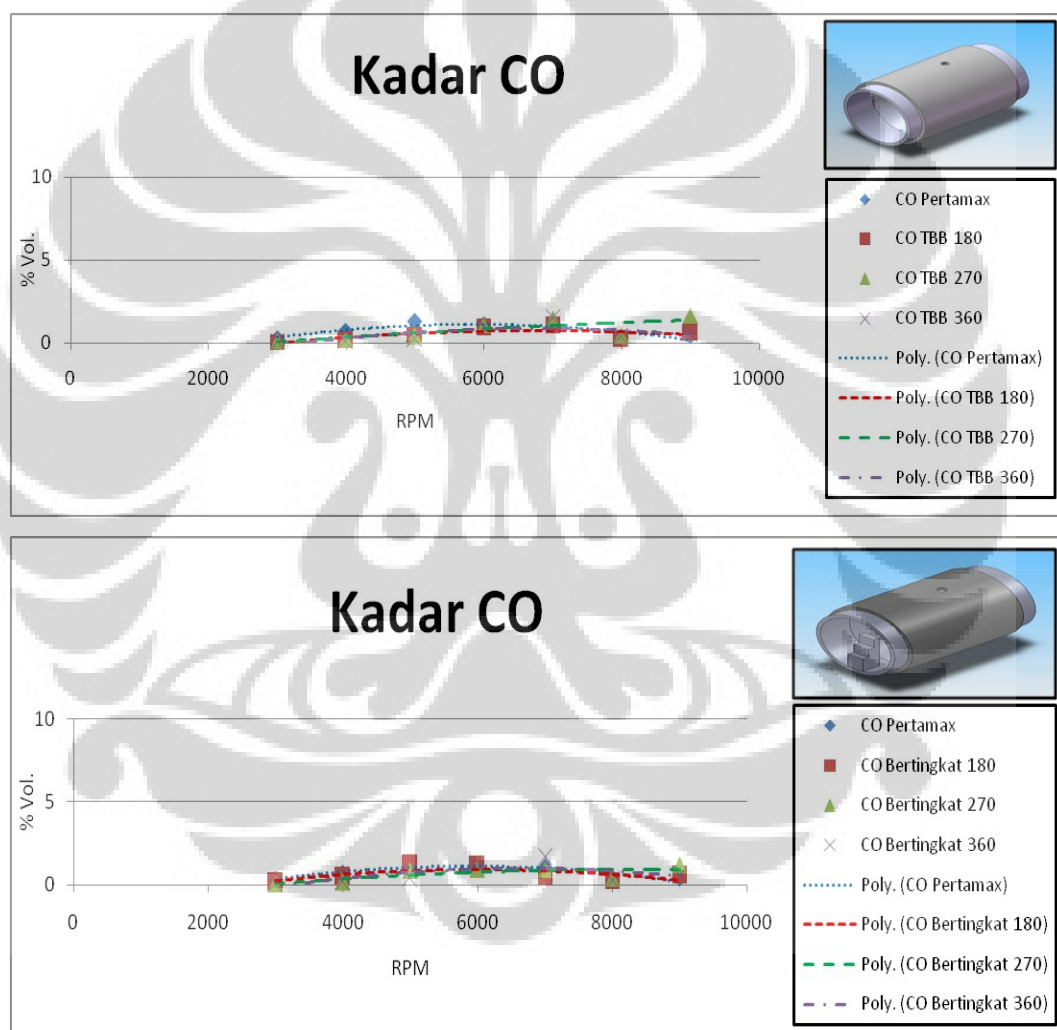 Kadar CO
10
5
0
% Vol.
0 2000 4000 6000 8000 10000
RPM
CO Pertamax
CO TBB 180
CO TBB 270
CO TBB 360
Poly. (CO Pertamax)
Poly. (CO TBB 180)
Poly. (CO TBB 270)
Poly. (CO TBB 360)
Kadar CO
10
5
0
% Vol.
0 2000 4000 6000 8000 10000
RPM
CO Pertamax
CO Bertingkat 180
CO Bertingkat 270
CO Bertingkat 360
Poly. (CO Pertamax)
Poly. (CO Bertingkat 180)
Poly. (CO Bertingkat 270)
Poly. (CO Bertingkat 360)